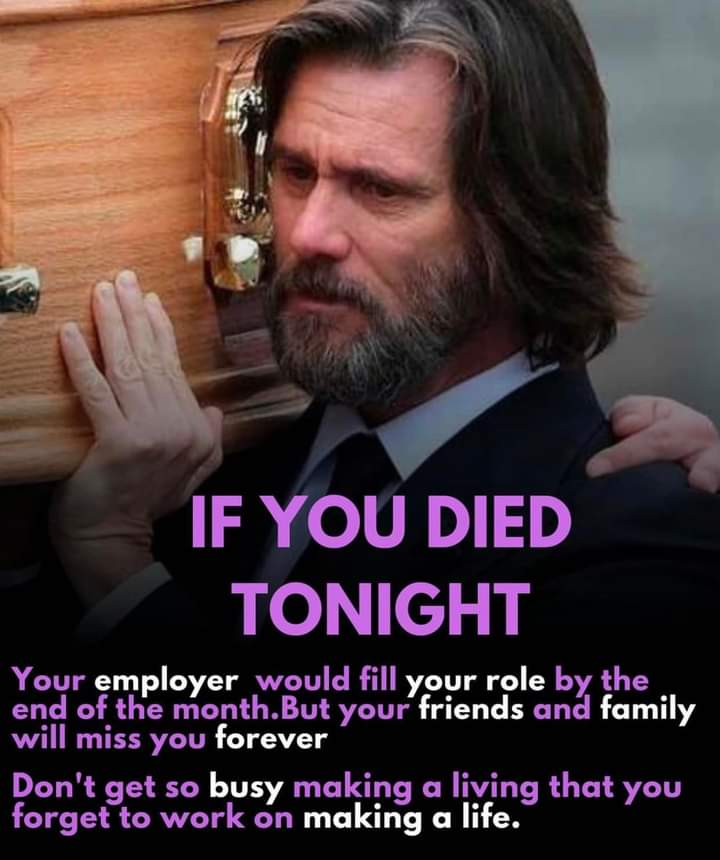 IF YOU DIED
TONIGHT
Your employer would fill your role by the
end of the month.But your friends and family
will miss you forever
Don't get so busy making a living that you
forget to work on making a life.